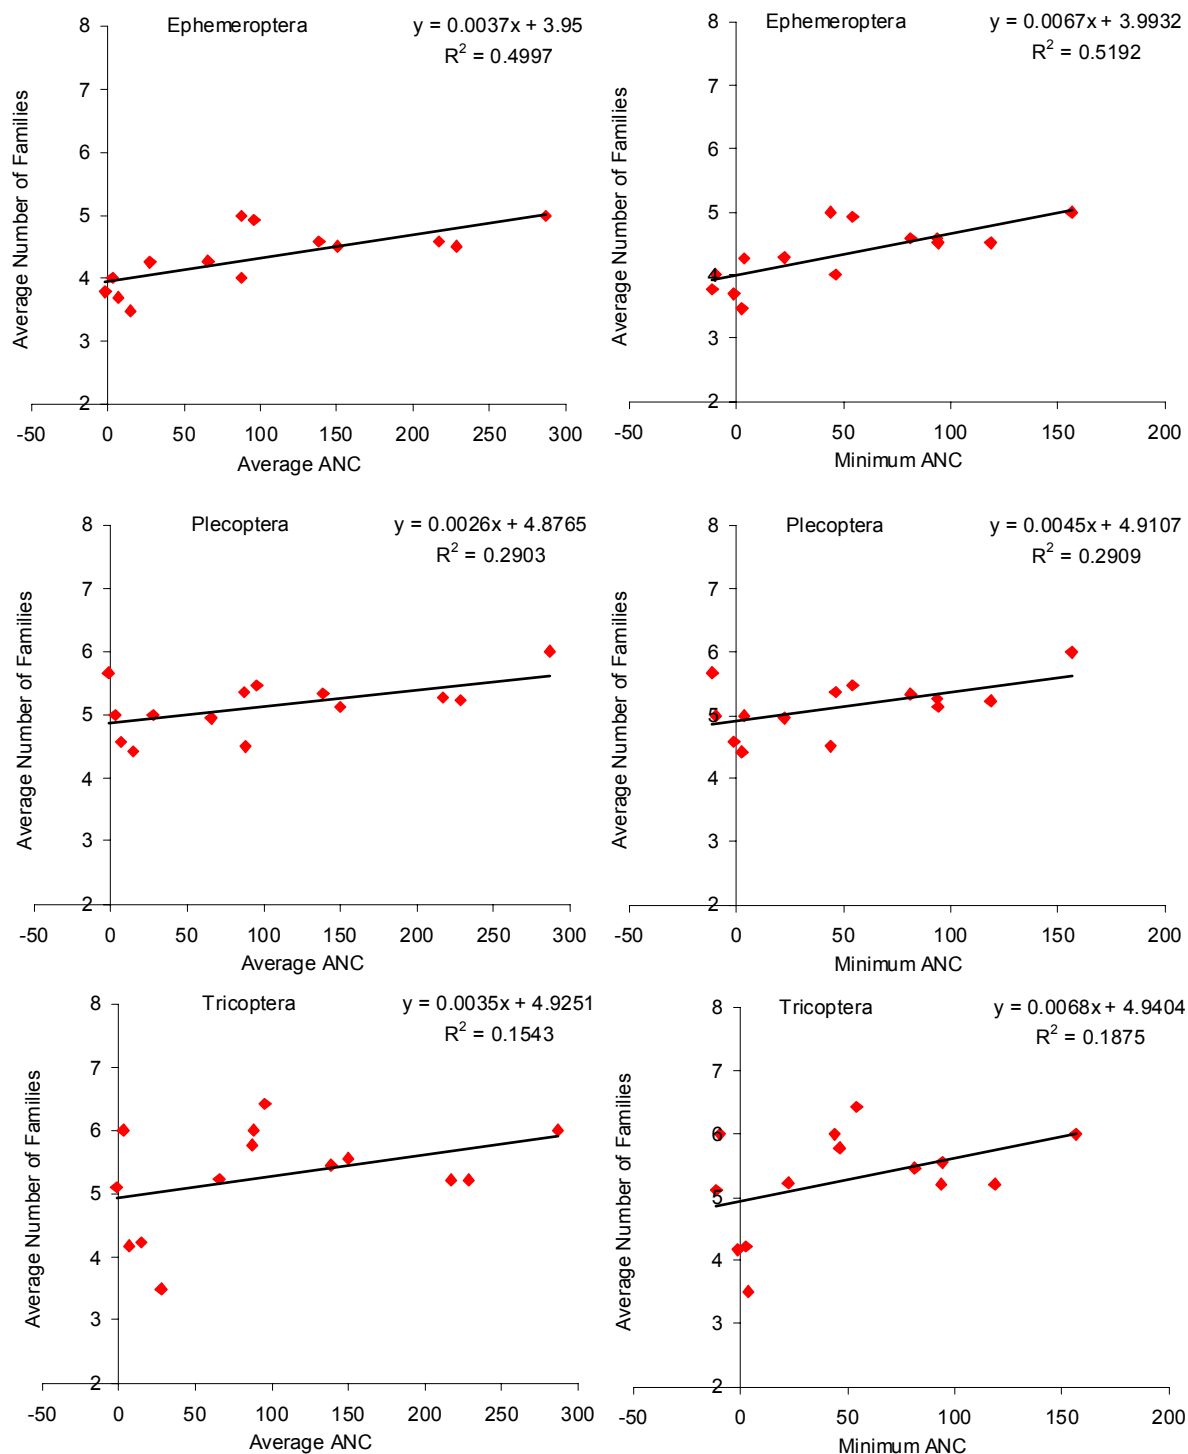 Ephemeroptera
y = 0.0037x + 3.95
R² = 0.4997
8
7
6
5
4
3
2
-50 0 50 100 150 200 250 300
Average ANC
Average Number of Families
Ephemeroptera
y = 0.0067x + 3.9932
R² = 0.5192
8
7
6
5
4
3
2
-50 0 50 100 150 200
Minimum ANC
Average Number of Families
Plecoptera
y = 0.0026x + 4.8765
R² = 0.2903
8
7
6
5
4
3
2
-50 0 50 100 150 200 250 300
Average ANC
Average Number of Families
Plecoptera
y = 0.0045x + 4.9107
R² = 0.2909
8
7
6
5
4
3
2
-50 0 50 100 150 200
Minimum ANC
Average Number of Families
Tricoptera
y = 0.0035x + 4.9251
R² = 0.1543
8
7
6
5
4
3
2
-50 0 50 100 150 200 250 300
Average ANC
Average Number of Families
Tricoptera
y = 0.0068x + 4.9404
R² = 0.1875
8
7
6
5
4
3
2
-50 0 50 100 150 200
Minimum ANC
Average Number of Families